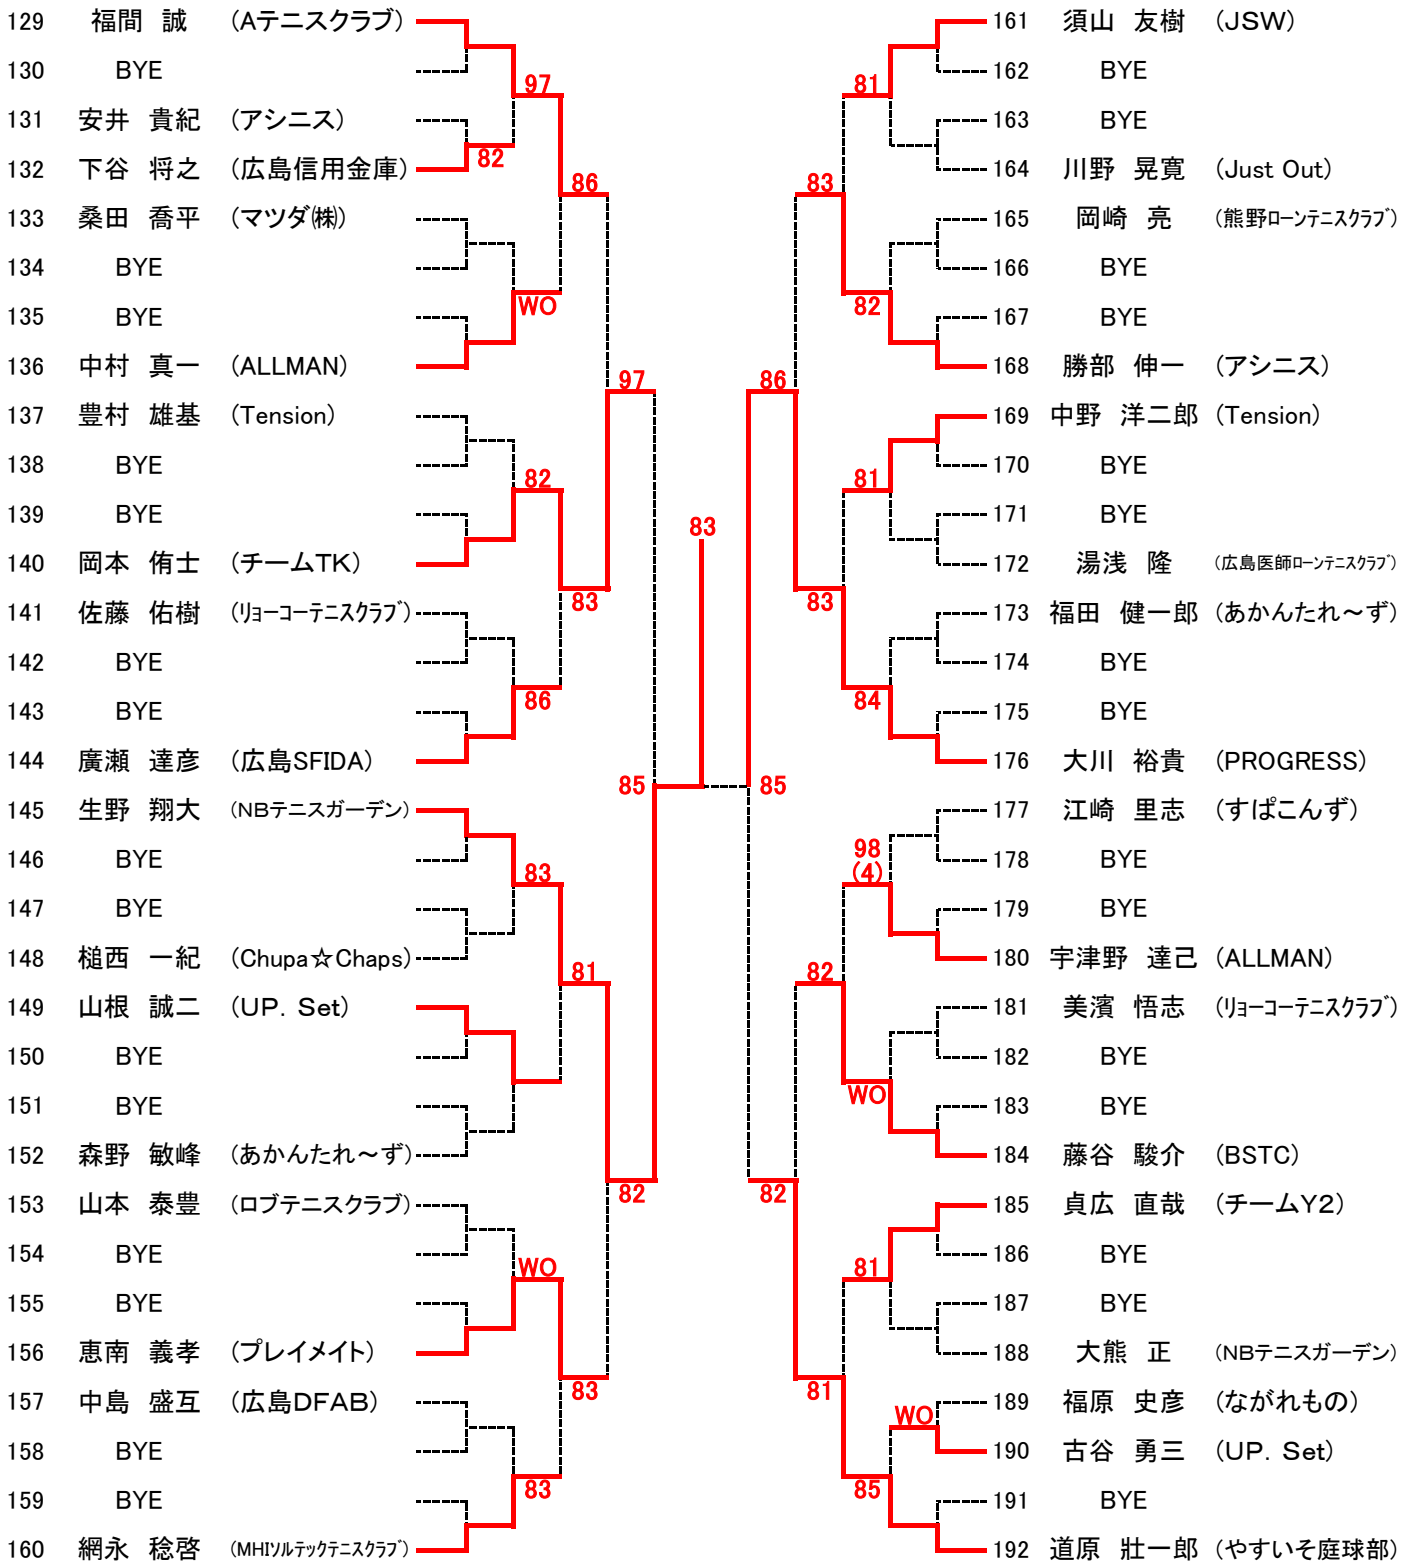 129 福間 誠 (Aテニスクラブ)
130 BYE
97
131 安井 貴紀 (アシニス)
82
132 下谷 将之 (広島信用金庫)
86
133 桑田 喬平 (マツダ㈱)
134 BYE
WO
135 BYE
136 中村 真一 (ALLMAN)
97
137 豊村 雄基 (Tension)
138 BYE
82
139 BYE
140 岡本 侑士 (チームTK)
83
141 佐藤 佑樹 (リョーコーテニスクラブ)
142 BYE
86
143 BYE
144 廣瀬 達彦 (広島SFIDA)
85
145 生野 翔大 (NBテニスガーデン)
146 BYE
83
147 BYE
148 槌西 一紀 (Chupa☆Chaps)
81
149 山根 誠二 (UP. Set)
150 BYE
151 BYE
152 森野 敏峰 (あかんたれ～ず)
82
153 山本 泰豊 (ロブテニスクラブ)
154 BYE
WO
155 BYE
156 恵南 義孝 (プレイメイト)
83
157 中島 盛互 (広島DFAB)
158 BYE
83
159 BYE
160 網永 稔啓 (MHIソルテックテニスクラブ)
83
161 須山 友樹 (JSW)
162 BYE
81
163 BYE
164 川野 晃寛 (Just Out)
83
165 岡崎 亮 (熊野ローンテニスクラブ)
166 BYE
82
167 BYE
168 勝部 伸一 (アシニス)
86
169 中野 洋二郎 (Tension)
170 BYE
81
171 BYE
172 湯浅 隆 (広島医師ローンテニスクラブ)
83
173 福田 健一郎 (あかんたれ～ず)
174 BYE
84
175 BYE
176 大川 裕貴 (PROGRESS)
85
177 江崎 里志 (すぱこんず)
178 BYE
98
(4)
179 BYE
180 宇津野 達己 (ALLMAN)
82
181 美濱 悟志 (リョーコーテニスクラブ)
182 BYE
WO
183 BYE
184 藤谷 駿介 (BSTC)
82
185 貞広 直哉 (チームY2)
186 BYE
81
187 BYE
188 大熊 正 (NBテニスガーデン)
81
189 福原 史彦 (ながれもの)
WO
190 古谷 勇三 (UP. Set)
85
191 BYE
192 道原 壯一郎 (やすいそ庭球部)